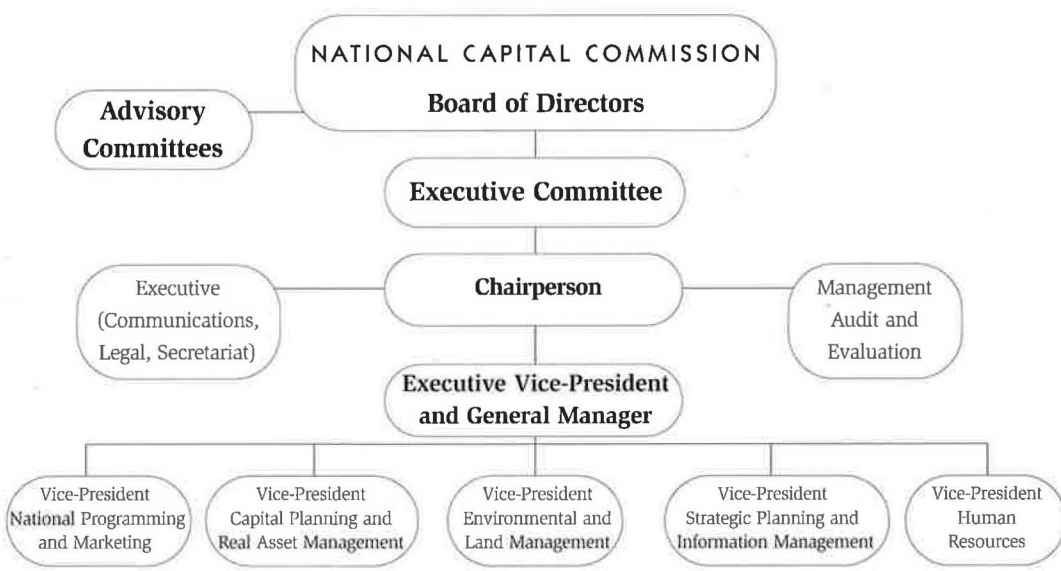 NATIONAL CAPITAL COMMISSION
Board of Directors
Advisory
Committees
Executive Committee
Chairperson
Executive
(Communications,
Legal, Secretariat)
Management
Audit and
Evaluation
Executive Vice-President
and General Manager
Vice-President
National Programming
and Marketing
Vice-President
Capital Planning and
Real Asset Management
Vice-President
Environmental and
Land Management
Vice-President
Strategic Planning and
Information Management
Vice-President
Human
Resources